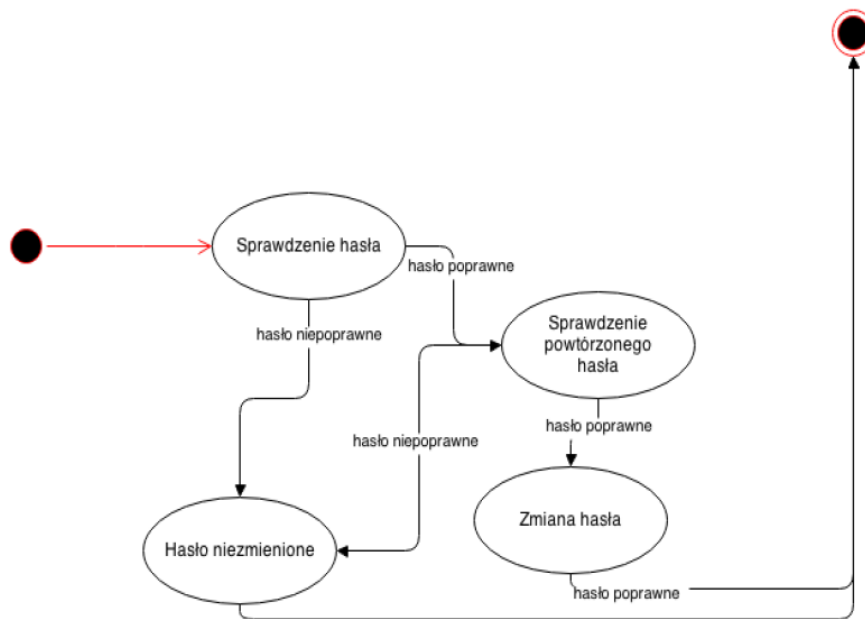 Sprawdzenie hasła
hasło poprawne
hasło niepoprawne
Sprawdzenie
powtórzonego
hasła
hasło poprawne
hasło niepoprawne
Zmiana hasła
Hasło niezmienione
hasło poprawne